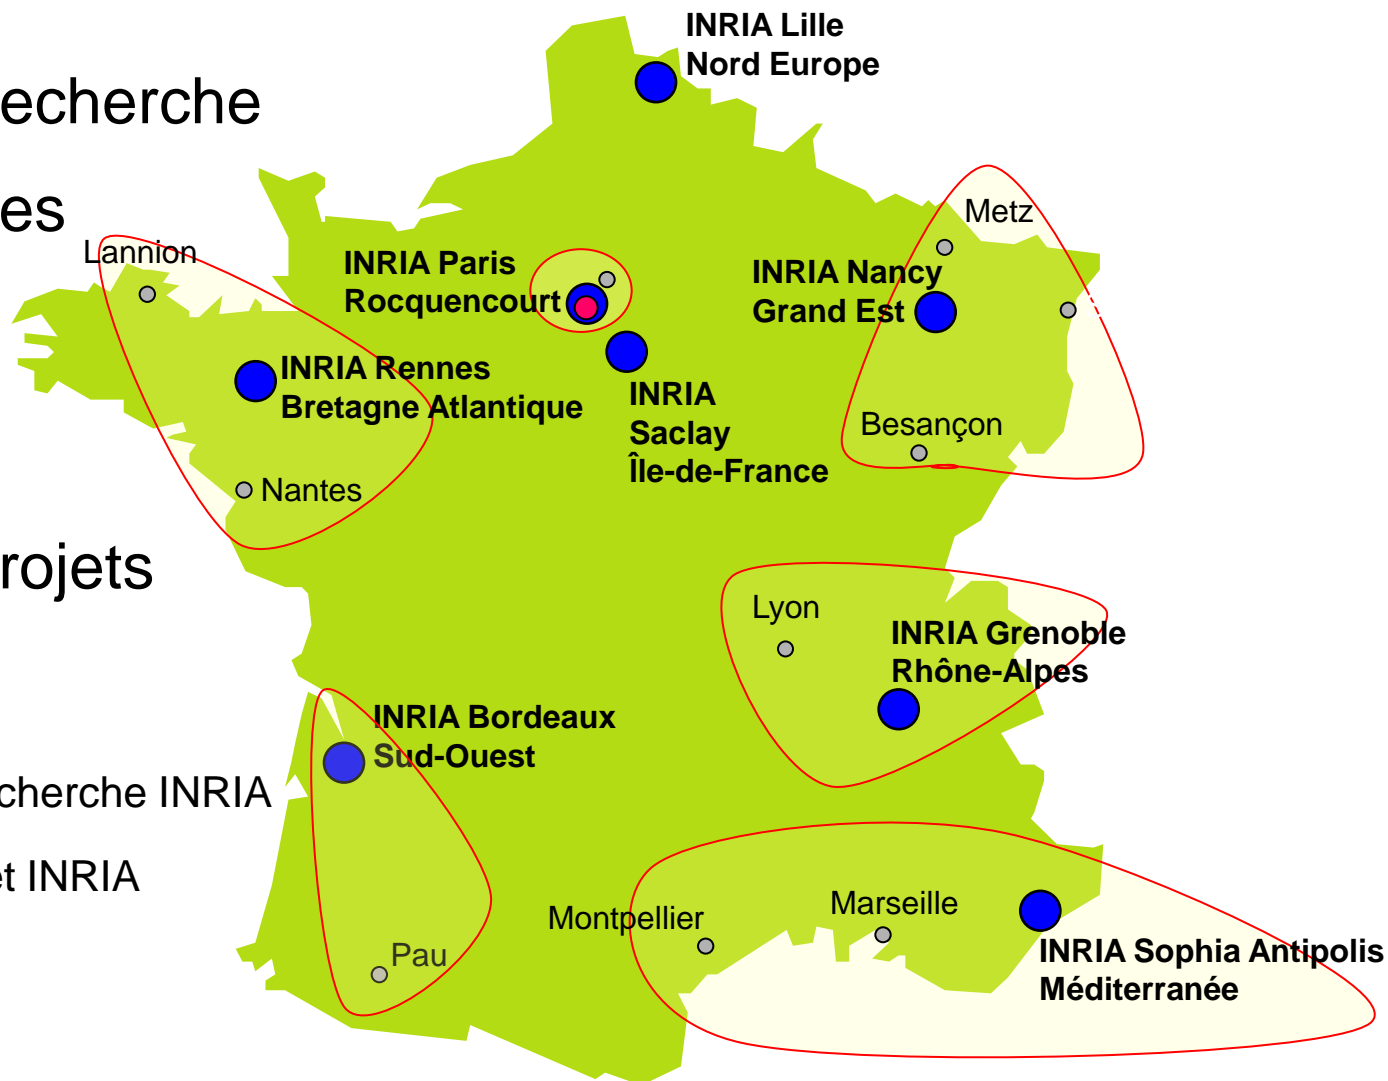 INRIA Lille
Nord Europe
echerche
es
Metz
Lannion
INRIA Paris
Rocquencourt
INRIA Nancy
Grand Est
INRIA Rennes
Bretagne Atlantique
INRIA
Saclay
Île-de-France
Besançon
Nantes
rojets
Lyon
INRIA Grenoble
Rhône-Alpes
INRIA Bordeaux
Sud-Ouest
cherche INRIA
t INRIA
Montpellier
Marseille
Pau
INRIA Sophia Antipolis
Méditerranée